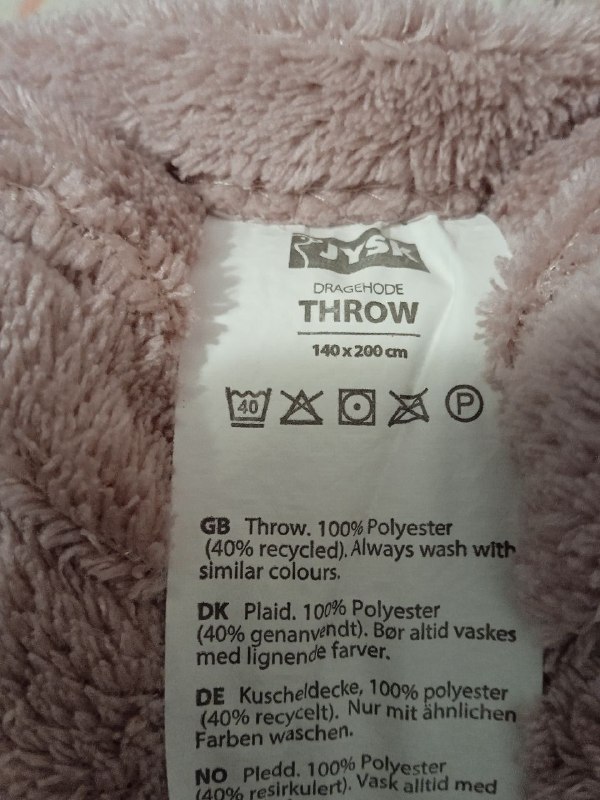 JYSK
DRAGEHODE
THROW
140 x 200 cm
40 P
GB Throw. 100% Polyester
(40% recycled). Always wash with
similar colours.
DK Plaid. 100% Polyester
(40% genanvendt). Bør altid vaskes
med lignende farver.
DE Kuscheldecke, 100% polyester
(40% recycelt). Nur mit ähnlichen
Farben waschen.
NO Pledd. 100% Polyester
(40% resirkulert). Vask alltid med